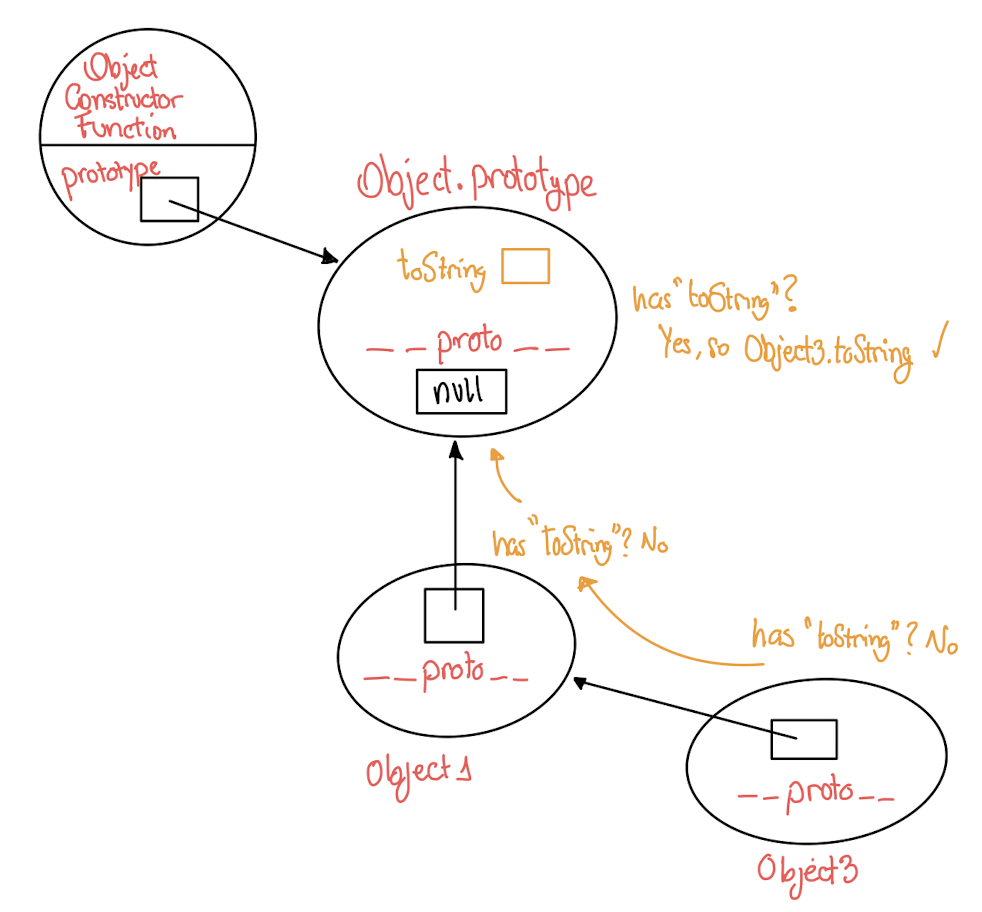 Object
Constructor
Function
prototype
Object.prototype
toString
__proto__
null
has "toString"?
Yes, so Object3.toString ✓
has "toString"? No
__proto__
Object1
has "toString"? No
__proto__
Object3